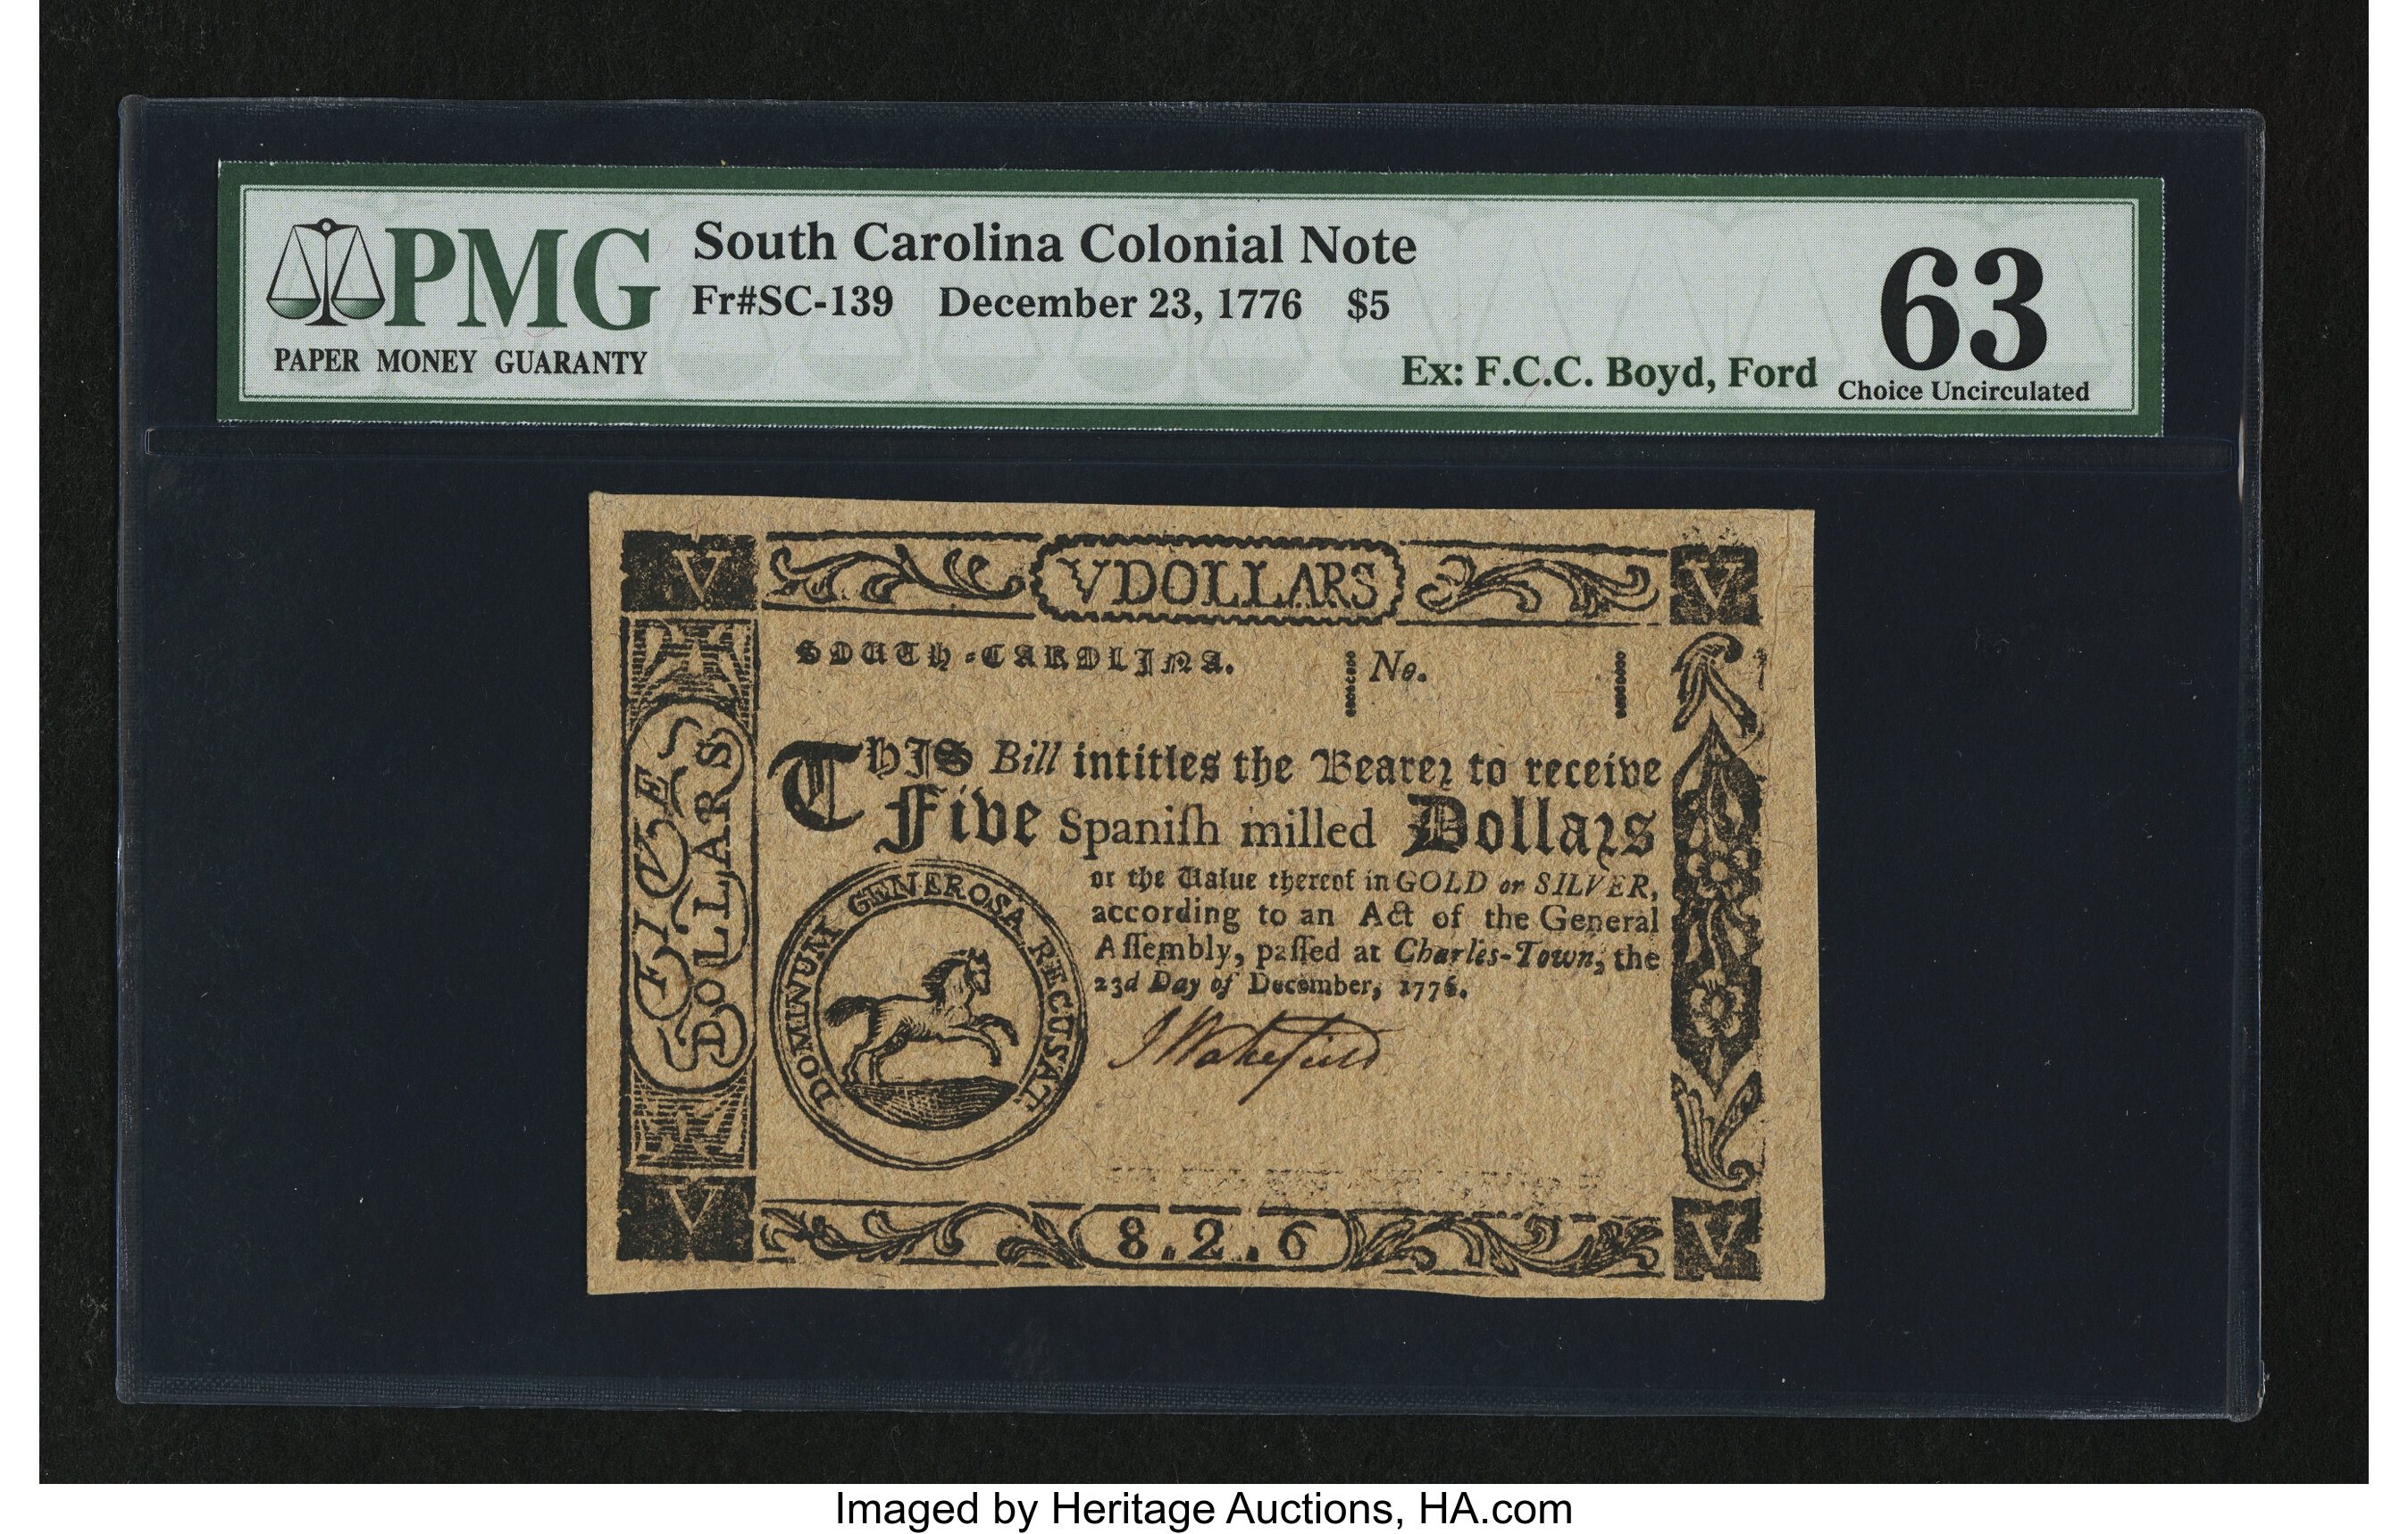 PMG
PAPER MONEY GUARANTY
South Carolina Colonial Note
Fr#SC-139 December 23, 1776 $5
Ex: F.C.C. Boyd, Ford
63
Choice Uncirculated
V
V DOLLARS
V
SOUTH-CAROLINA. No.
FIVE
DOLLARS
THIS Bill intitles the Bearer to receive
Five Spaniſh milled Dollars
or the Value thereof in GOLD or SILVER,
according to an Act of the General
Aſſembly, paſſed at Charles-Town, the
23d Day of December, 1776.
DOMINUM GENEROSA RECUSAT.
J Wakefield
V
8.2.6
V
Imaged by Heritage Auctions, HA.com